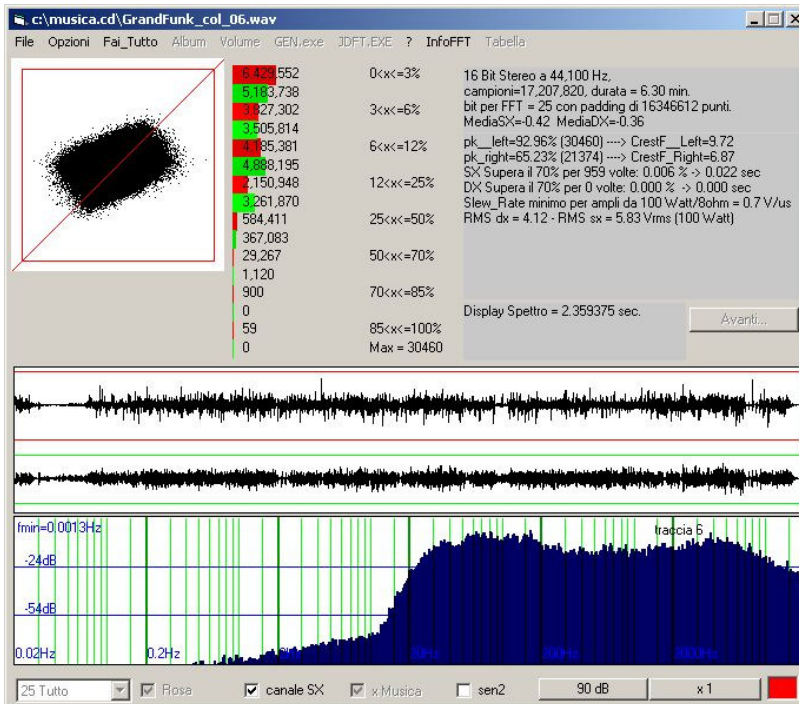 c:\musica.cd\GrandFunk_col_06.wav
File Opzioni Fai_Tutto Album Volume GEN.exe JDFT.EXE ? InfoFFT Tabella
6,429,552 0<x<=3%
5,183,738
3,827,302 3<x<=6%
3,505,814
4,185,381 6<x<=12%
4,888,195
2,150,948 12<x<=25%
3,261,870
584,411 25<x<=50%
367,083
29,267 50<x<=70%
1,120
900 70<x<=85%
0
59 85<x<=100%
0 Max = 30460
16 Bit Stereo a 44,100 Hz,
campioni=17,207,820, durata = 6.30 min.
bit per FFT = 25 con padding di 16346612 punti.
MediaSX=-0.42 MediaDX=-0.36
pk__left=92.96% (30460) ----> CrestF__Left=9.72
pk_right=65.23% (21374) ----> CrestF_Right=6.87
SX Supera il 70% per 959 volte: 0.006 % -> 0.022 sec
DX Supera il 70% per 0 volte: 0.000 % -> 0.000 sec
Slew_Rate minimo per ampli da 100 Watt/8ohm = 0.7 V/us
RMS dx = 4.12 - RMS sx = 5.83 Vrms (100 Watt)
Display Spettro = 2.359375 sec.
Avanti...
fmin=0.0013Hz
traccia 6
-24dB
-54dB
0.02Hz 0.2Hz 20Hz 200Hz 2000Hz
25 Tutto Rosa canale SX x Musica sen2 90 dB x 1